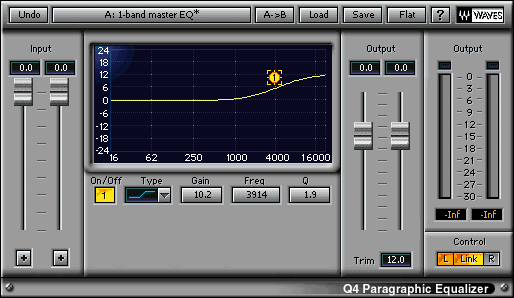 Undo A: 1-band master EQ* A->B Load Save Flat ? WAVES
Input
0.0 0.0
24
18
12
6
0
-6
-12
-18
-24
16 62 250 1000 4000 16000
1
On/Off Type Gain Freq Q
1 10.2 3914 1.9
Output
0.0 0.0
Trim 12.0
Output
0
3
6
9
12
15
18
21
24
27
30
-Inf -Inf
Control
L Link R
Q4 Paragraphic Equalizer